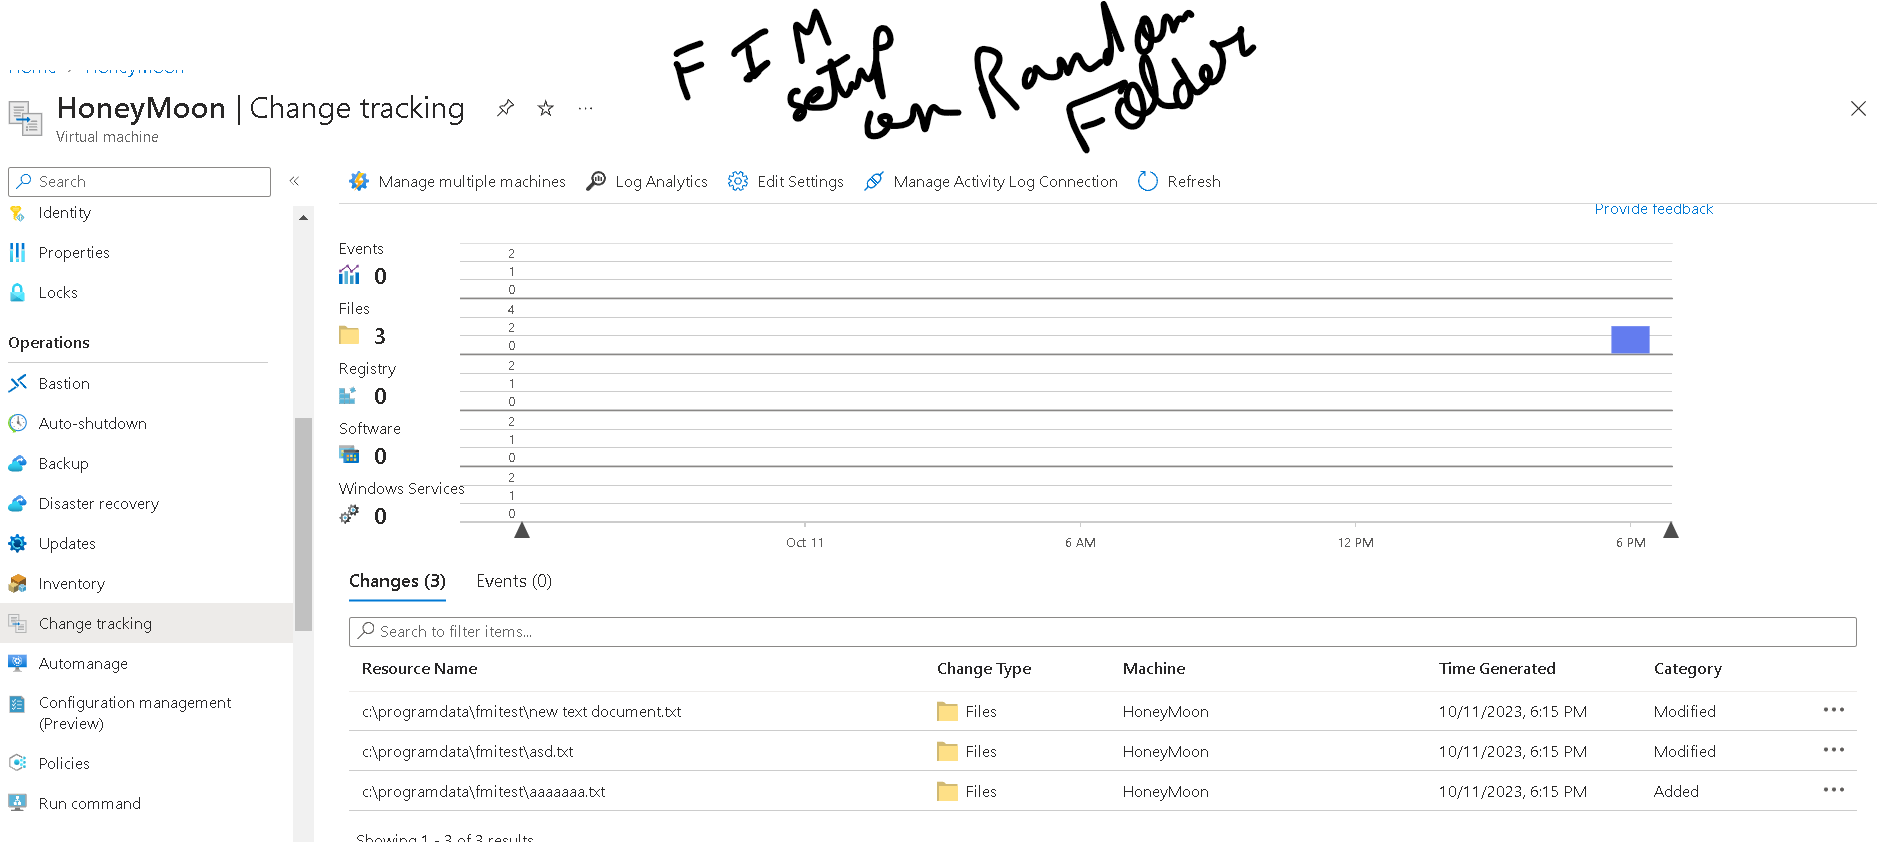 FIM
setup
on Random
Folder
Home > HoneyMoon
HoneyMoon | Change tracking
Virtual machine
Search
Identity
Properties
Locks
Operations
Bastion
Auto-shutdown
Backup
Disaster recovery
Updates
Inventory
Change tracking
Automanage
Configuration management
(Preview)
Policies
Run command
Manage multiple machines Log Analytics Edit Settings Manage Activity Log Connection Refresh
Provide feedback
Events
0
Files
3
Registry
0
Software
0
Windows Services
0
2
1
0
4
2
0
2
1
0
2
1
0
2
1
0
Oct 11 6 AM 12 PM 6 PM
Changes (3) Events (0)
Search to filter items...
Resource Name Change Type Machine Time Generated Category
c:\programdata\fmitest\new text document.txt Files HoneyMoon 10/11/2023, 6:15 PM Modified
c:\programdata\fmitest\asd.txt Files HoneyMoon 10/11/2023, 6:15 PM Modified
c:\programdata\fmitest\aaaaaaa.txt Files HoneyMoon 10/11/2023, 6:15 PM Added
Showing 1 - 3 of 3 results